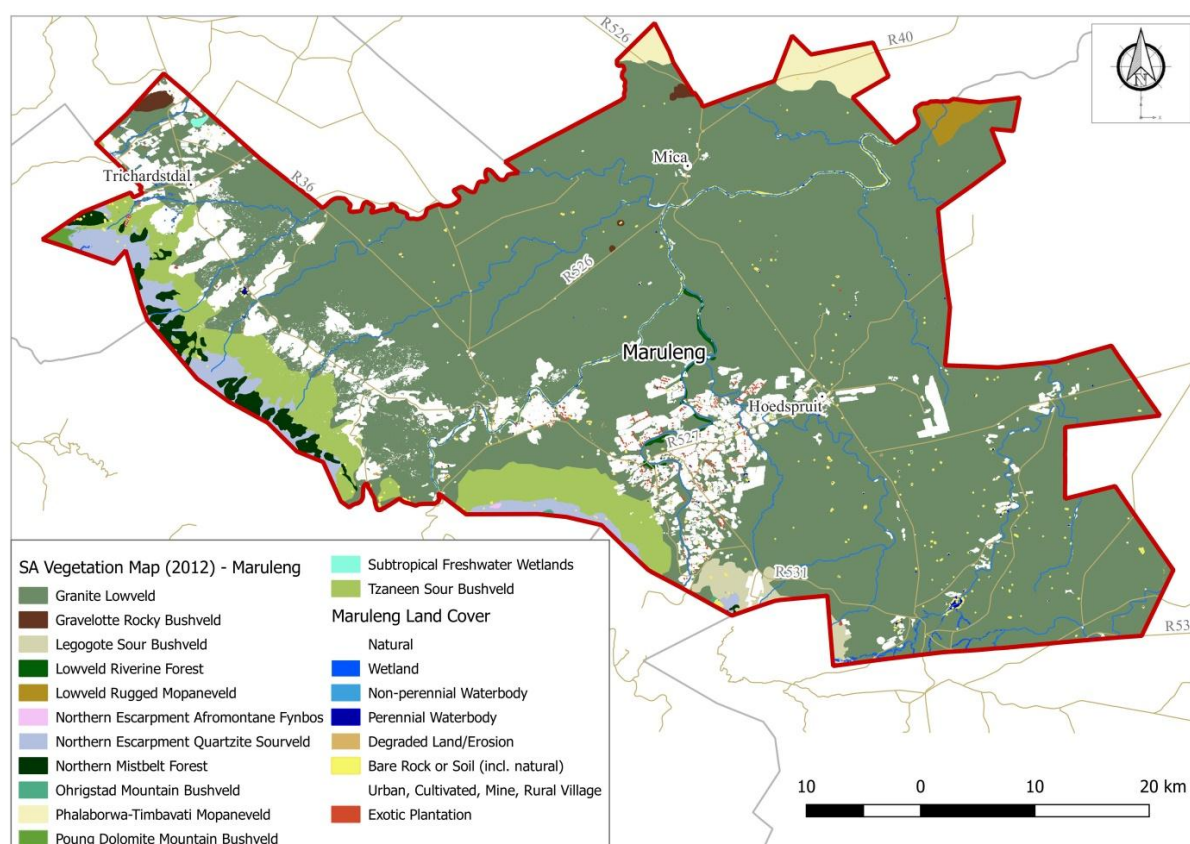 R526
R40
N
Trichardstdal
R36
Mica
R526
Maruleng
Hoedspruit
R527
R531
R53
SA Vegetation Map (2012) - Maruleng
Granite Lowveld
Gravelotte Rocky Bushveld
Legogote Sour Bushveld
Lowveld Riverine Forest
Lowveld Rugged Mopaneveld
Northern Escarpment Afromontane Fynbos
Northern Escarpment Quartzite Sourveld
Northern Mistbelt Forest
Ohrigstad Mountain Bushveld
Phalaborwa-Timbavati Mopaneveld
Poung Dolomite Mountain Bushveld
Subtropical Freshwater Wetlands
Tzaneen Sour Bushveld
Maruleng Land Cover
Natural
Wetland
Non-perennial Waterbody
Perennial Waterbody
Degraded Land/Erosion
Bare Rock or Soil (incl. natural)
Urban, Cultivated, Mine, Rural Village
Exotic Plantation
10 0 10 20 km